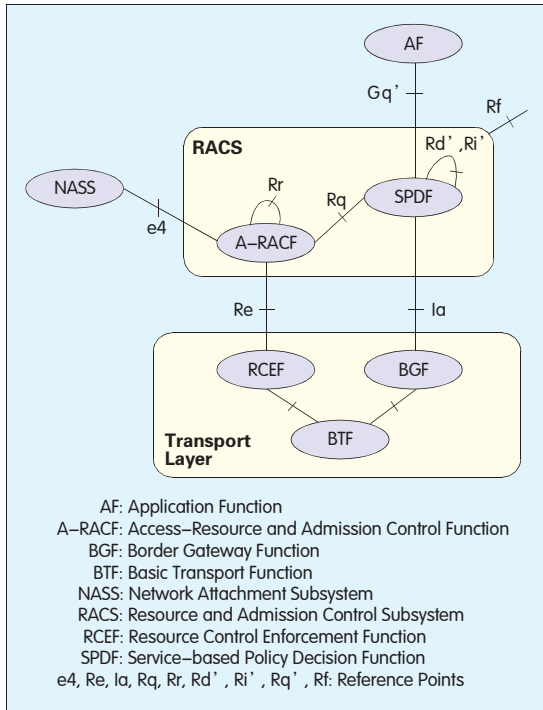 AF
Gq’
Rf
RACS
Rd’ ,Ri’
NASS
Rr
Rq
SPDF
e4
A–RACF
Re
Ia
RCEF
BGF
BTF
Transport
Layer
AF: Application Function
A–RACF: Access–Resource and Admission Control Function
BGF: Border Gateway Function
BTF: Basic Transport Function
NASS: Network Attachment Subsystem
RACS: Resource and Admission Control Subsystem
RCEF: Resource Control Enforcement Function
SPDF: Service–based Policy Decision Function
e4, Re, Ia, Rq, Rr, Rd’ , Ri’ , Rq’ , Rf: Reference Points